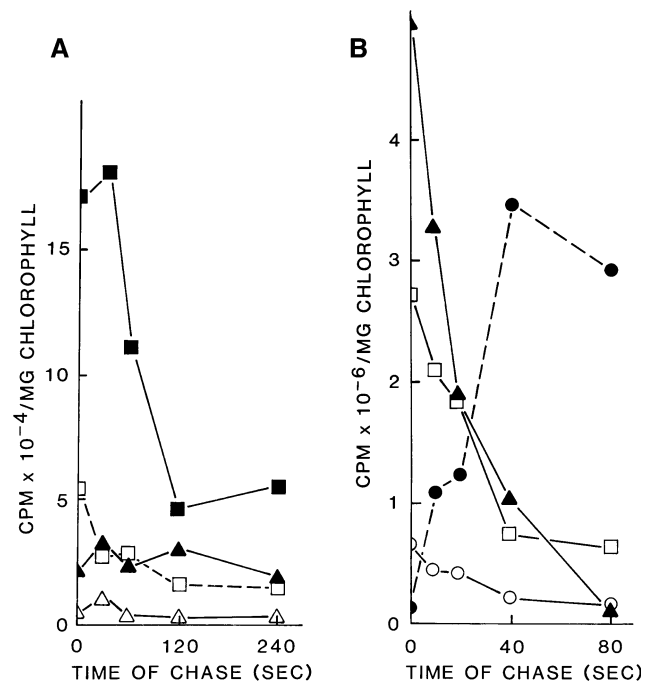 A
CPM x 10⁻⁴/MG CHLOROPHYLL
15
10
5
0
0 120 240
TIME OF CHASE (SEC)
B
CPM x 10⁻⁶/MG CHLOROPHYLL
4
3
2
1
0
0 40 80
TIME OF CHASE (SEC)